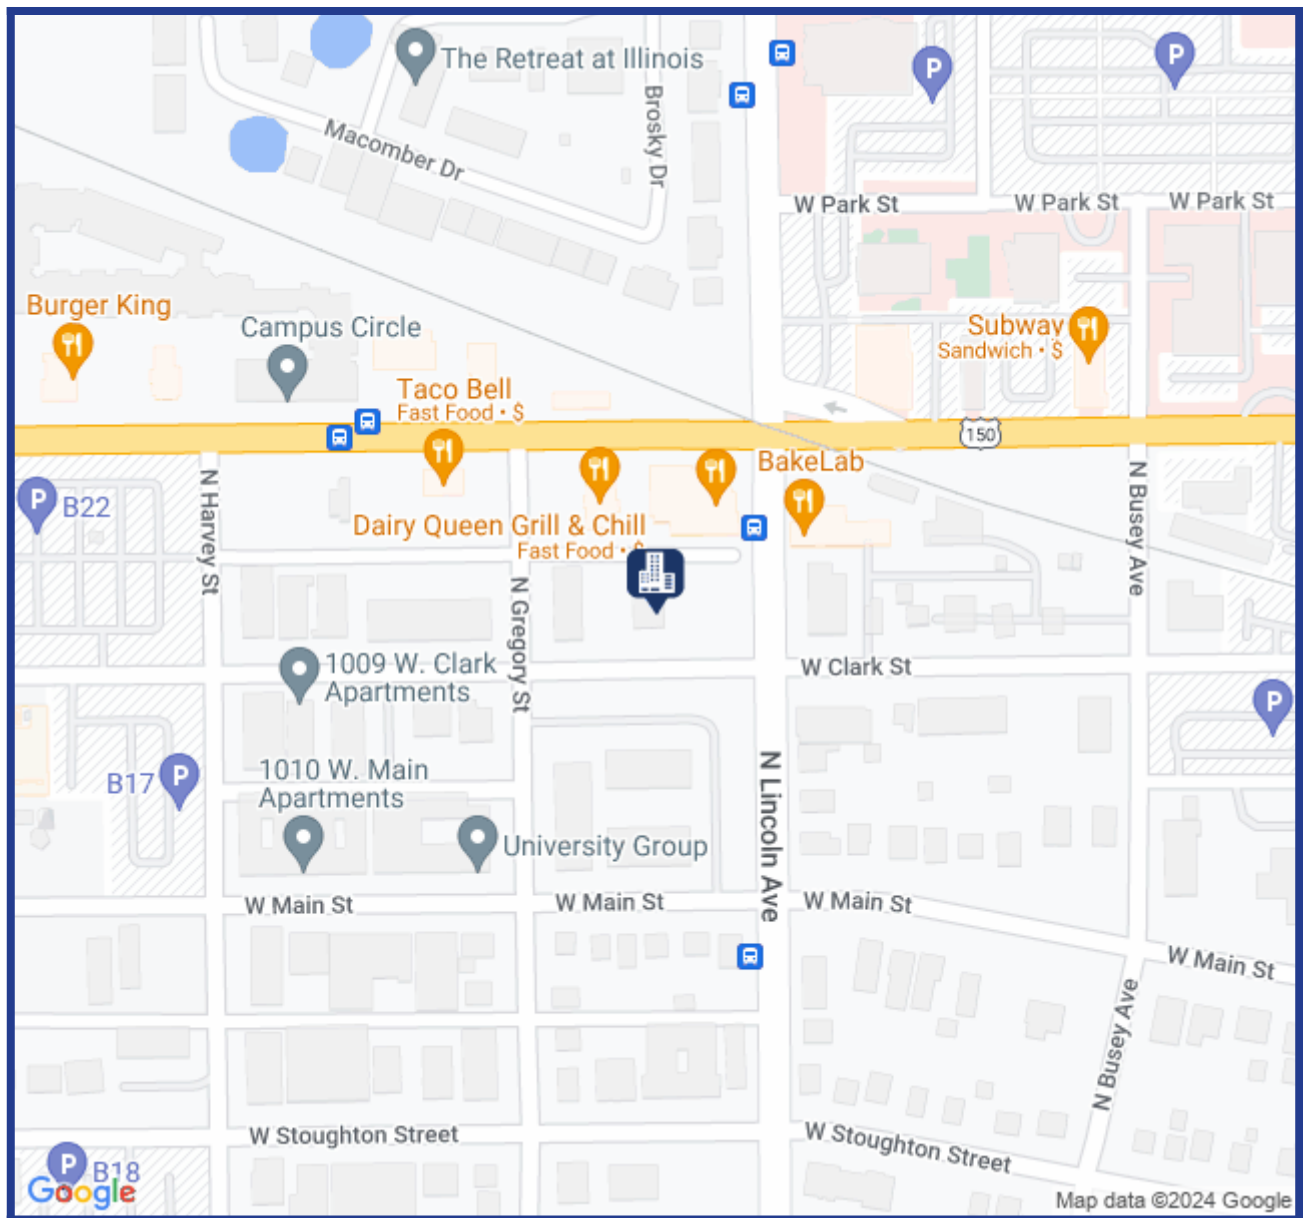 The Retreat at Illinois
P
P
Brosky Dr
Macomber Dr
W Park St
W Park St
W Park St
Burger King
Campus Circle
Subway
Sandwich • $
Taco Bell
Fast Food • $
150
BakeLab
N Harvey St
P
B22
Dairy Queen Grill & Chill
Fast Food • $
N Busey Ave
N Gregory St
1009 W. Clark
Apartments
W Clark St
P
B17
P
1010 W. Main
Apartments
N Lincoln Ave
University Group
W Main St
W Main St
W Main St
W Main St
N Busey Ave
W Stoughton Street
W Stoughton Street
P
B18
Google
Map data ©2024 Google